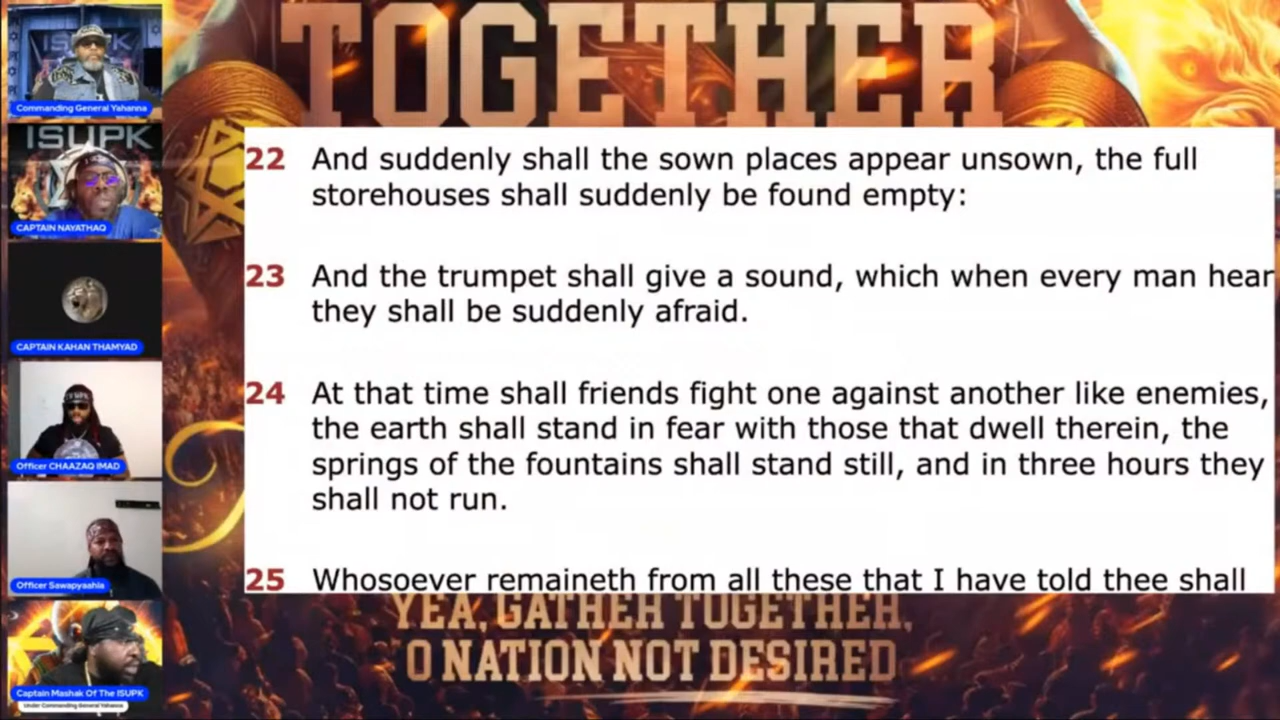 TOGETHER
ISUPK
Commanding General Yahanna
ISUPK
CAPTAIN NAYATHAQ
CAPTAIN KAHAN THAMYAD
Officer CHAAZAQ IMAD
Officer Sawapyaahla
Captain Mashak Of The ISUPK
Under Commanding General Yahanna
22 And suddenly shall the sown places appear unsown, the full
storehouses shall suddenly be found empty:
23 And the trumpet shall give a sound, which when every man hear
they shall be suddenly afraid.
24 At that time shall friends fight one against another like enemies,
the earth shall stand in fear with those that dwell therein, the
springs of the fountains shall stand still, and in three hours they
shall not run.
25 Whosoever remaineth from all these that I have told thee shall
YEA, GATHER TOGETHER,
O NATION NOT DESIRED